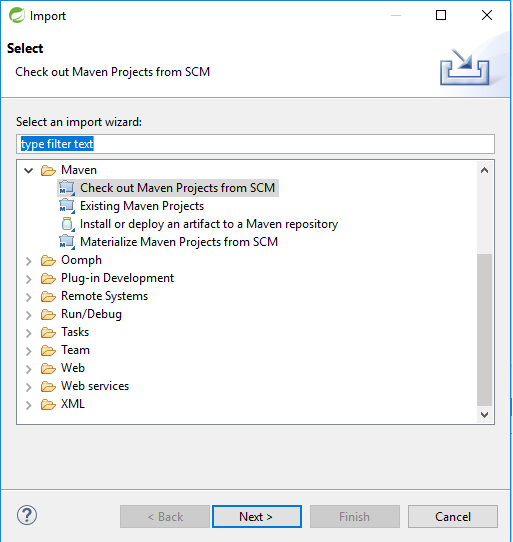 Import
Select
Check out Maven Projects from SCM
Select an import wizard:
type filter text
Maven
Check out Maven Projects from SCM
Existing Maven Projects
Install or deploy an artifact to a Maven repository
Materialize Maven Projects from SCM
Oomph
Plug-in Development
Remote Systems
Run/Debug
Tasks
Team
Web
Web services
XML
? < Back Next > Finish Cancel